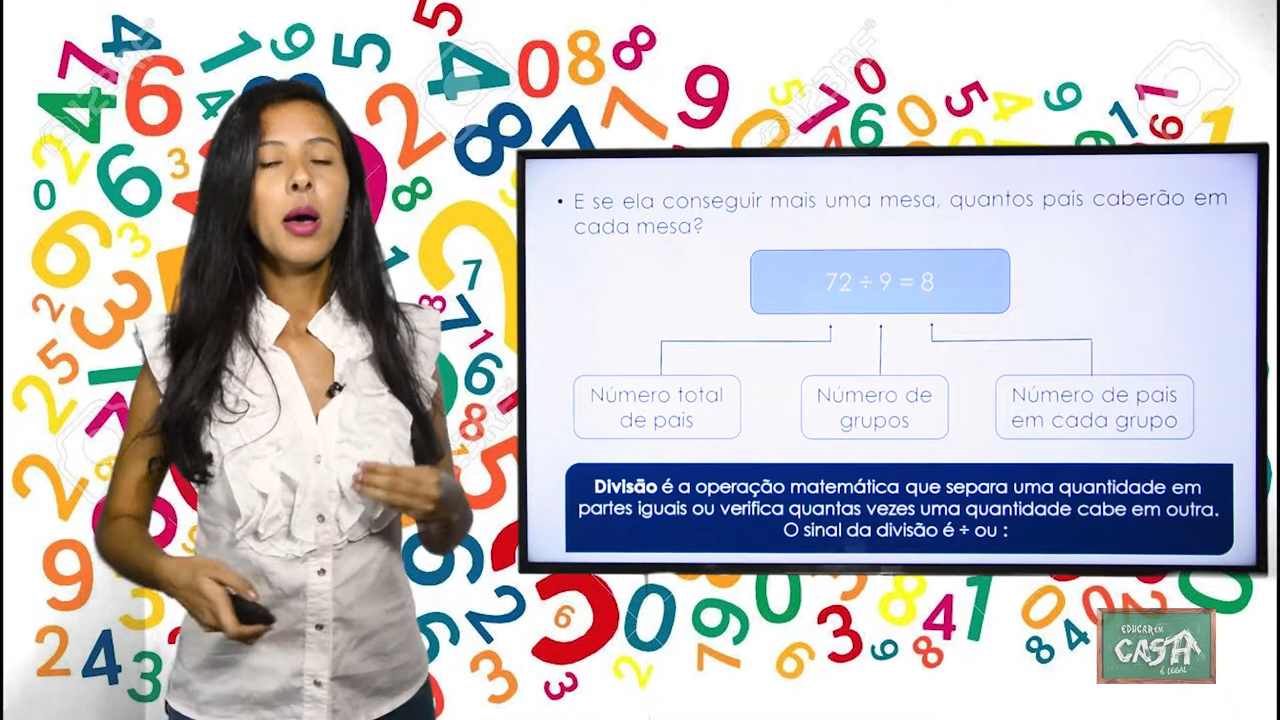 • E se ela conseguir mais uma mesa, quantos pais caberão em
cada mesa?
72 ÷ 9 = 8
Número total
de pais
Número de
grupos
Número de pais
em cada grupo
Divisão é a operação matemática que separa uma quantidade em
partes iguais ou verifica quantas vezes uma quantidade cabe em outra.
O sinal da divisão é ÷ ou :
EDUCAR EM
CASA
É LEGAL